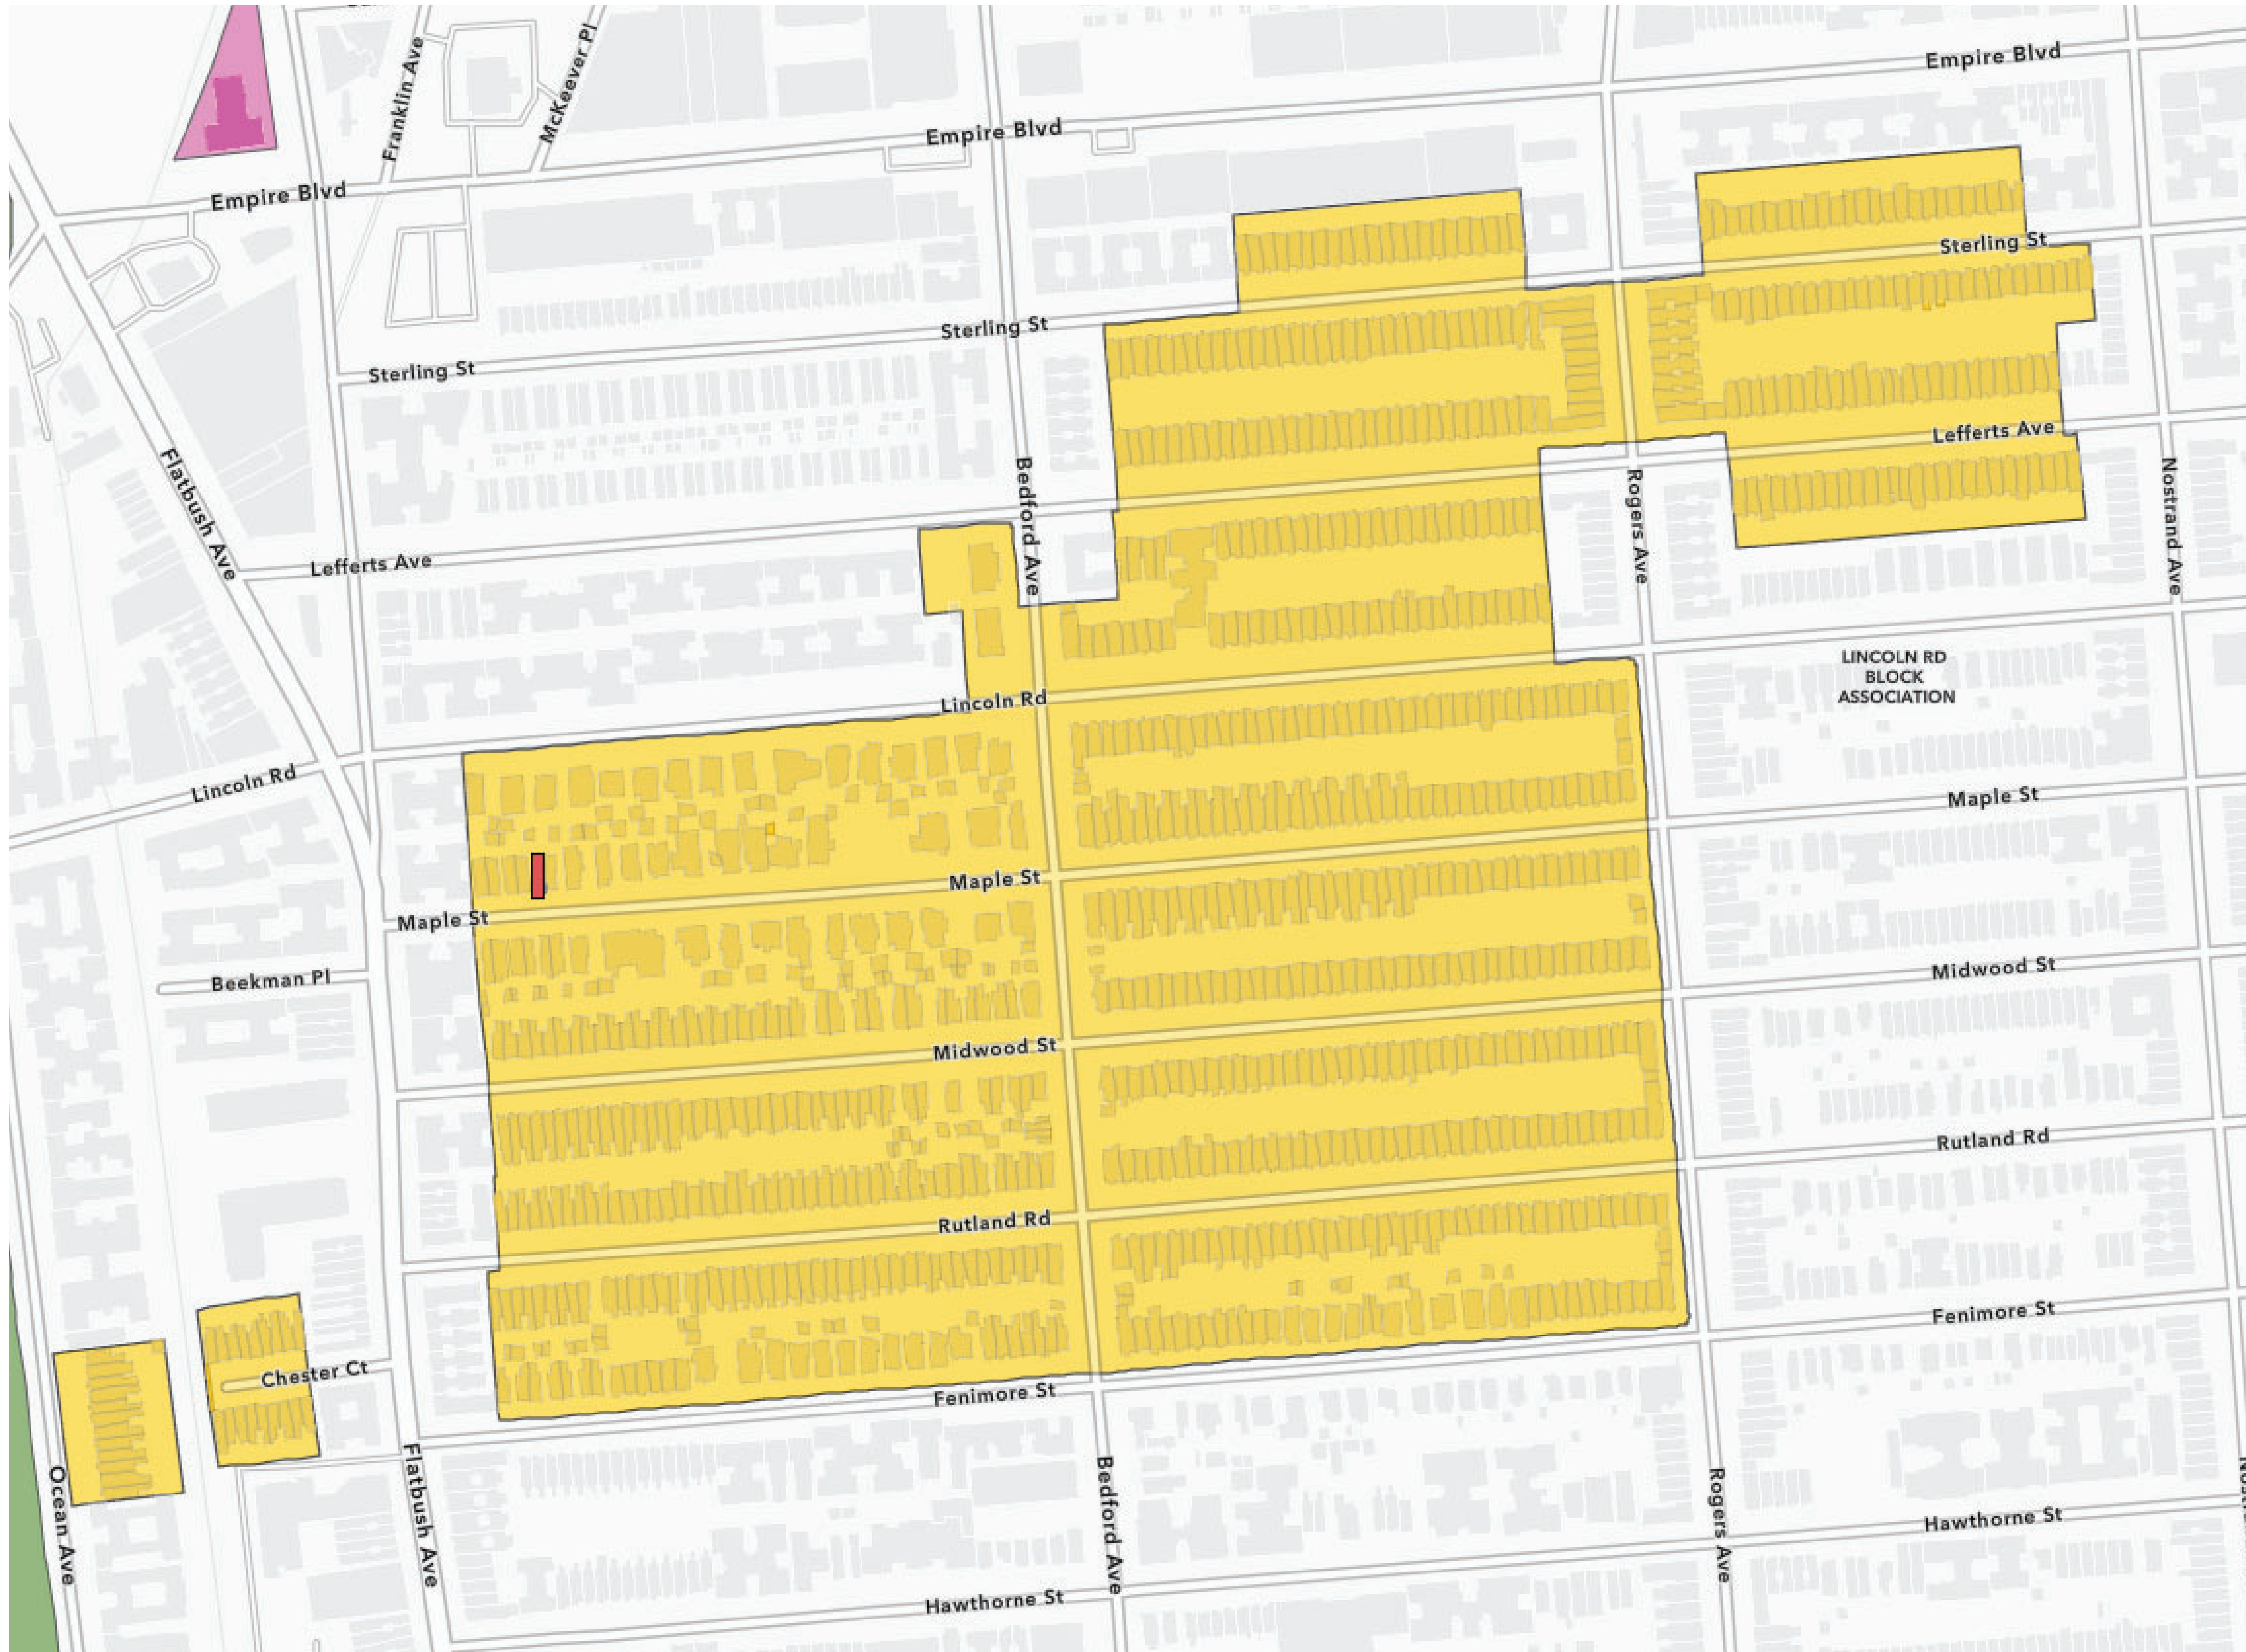 Franklin Ave
McKeever Pl
Empire Blvd
Empire Blvd
Empire Blvd
Sterling St
Sterling St
Sterling St
Flatbush Ave
Bedford Ave
Rogers Ave
Nostrand Ave
Lefferts Ave
Lefferts Ave
LINCOLN RD
BLOCK
ASSOCIATION
Lincoln Rd
Lincoln Rd
Maple St
Maple St
Maple St
Beekman Pl
Midwood St
Midwood St
Rutland Rd
Rutland Rd
Fenimore St
Fenimore St
Chester Ct
Ocean Ave
Flatbush Ave
Bedford Ave
Rogers Ave
Hawthorne St
Hawthorne St